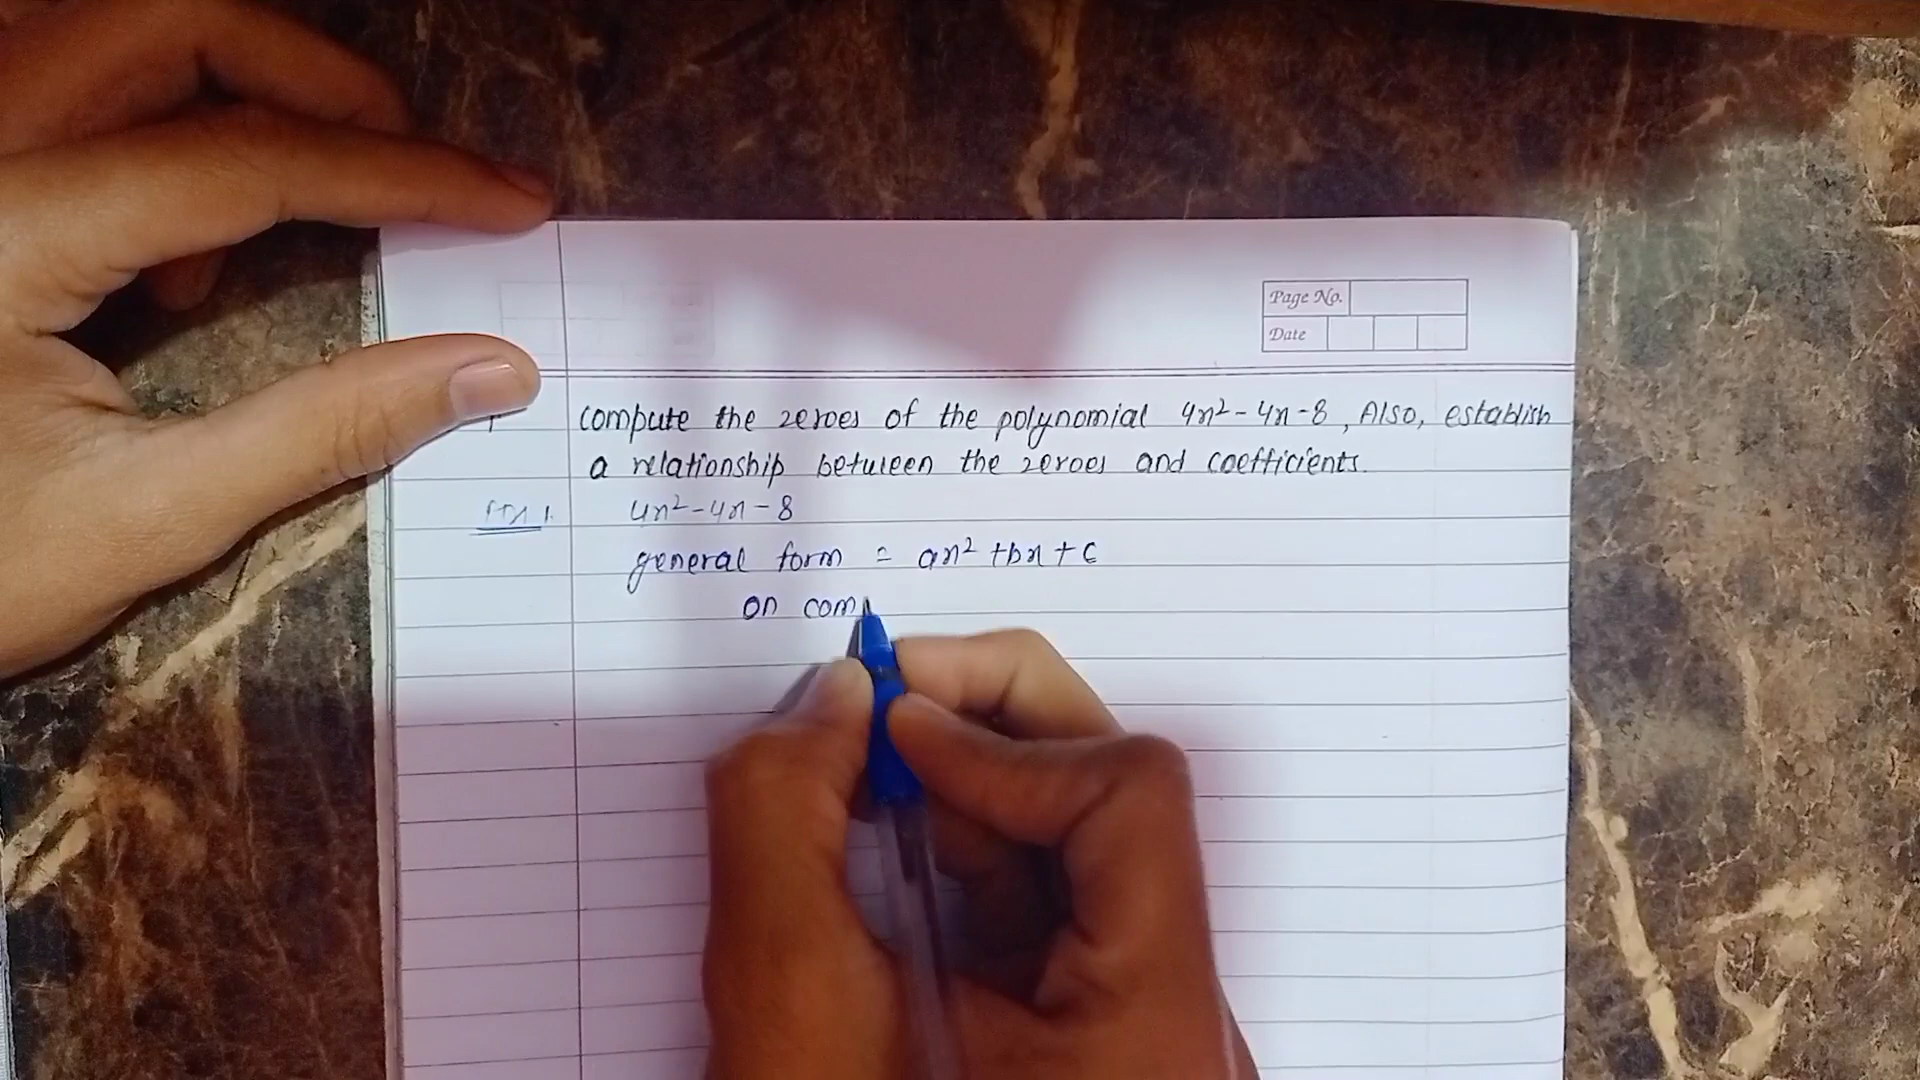 Page No.
Date
compute the zeroes of the polynomial 4x² - 4x - 8, Also, establish
a relationship between the zeroes and coefficients.
4x² - 4x - 8
general form = ax² + bx + c
on com